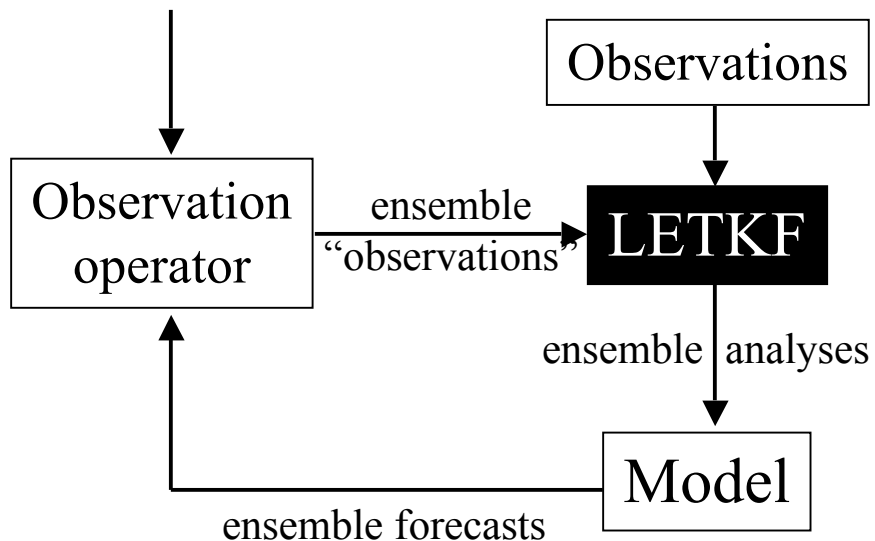 Observations
Observation
operator
ensemble
“observations”
LETKF
ensemble analyses
Model
ensemble forecasts